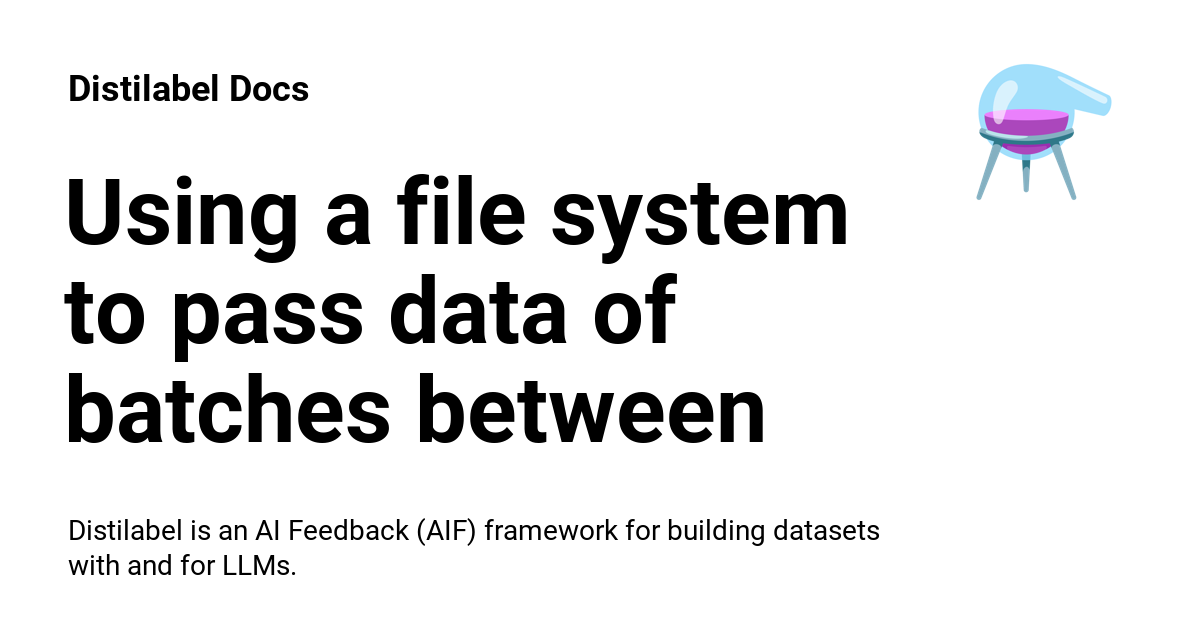 Distilabel Docs
Using a file system
to pass data of
batches between
Distilabel is an AI Feedback (AIF) framework for building datasets
with and for LLMs.